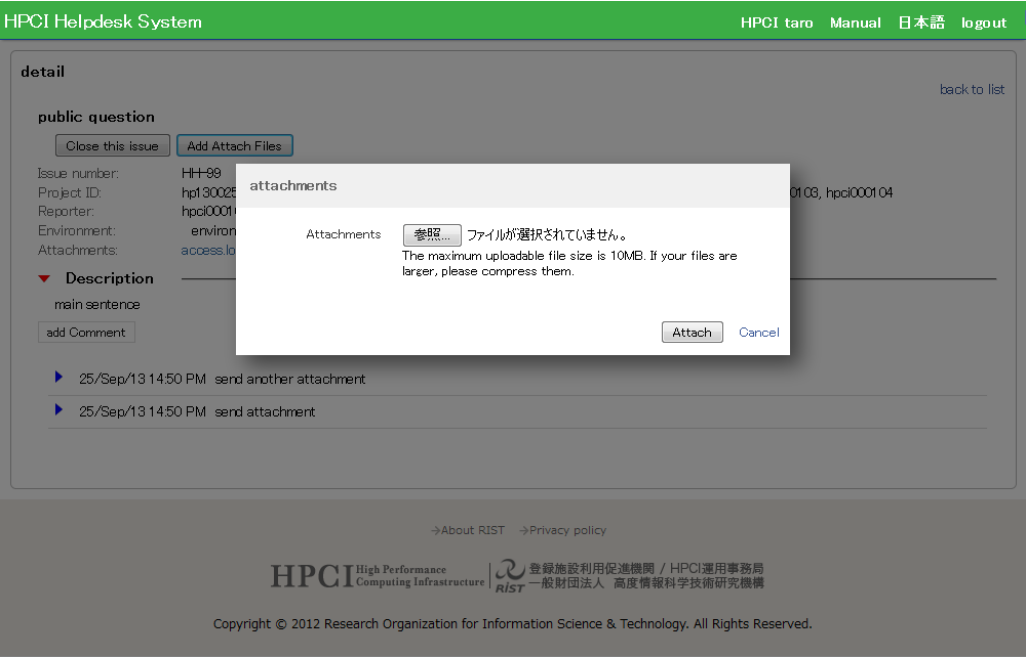 HPCI Helpdesk System HPCI taro Manual 日本語 logout
detail
back to list
public question
Close this issue Add Attach Files
Issue number: HH-99
Project ID: hp130025
Reporter:
Environment: environ
Attachments: access.lo
0103, hpci000104
attachments
Attachments 参照... ファイルが選択されていません。
The maximum uploadable file size is 10MB. If your files are
larger, please compress them.
Attach Cancel
Description
main sentence
add Comment
25/Sep/13 14:50 PM send another attachment
25/Sep/13 14:50 PM send attachment
→About RIST →Privacy policy
HPCI High Performance Computing Infrastructure RIST 登録施設利用促進機関 / HPCI運用事務局
一般財団法人 高度情報科学技術研究機構
Copyright © 2012 Research Organization for Information Science & Technology. All Rights Reserved.